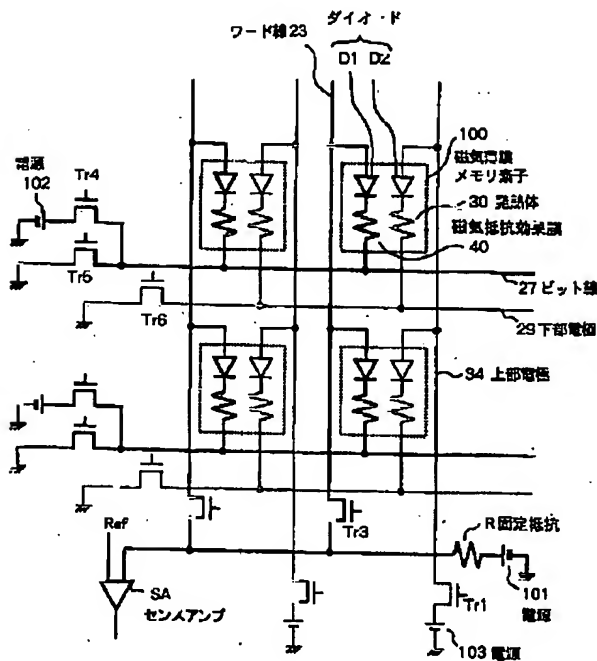 ダイオード
ワード線23
D1 D2
100
磁気薄膜
メモリ素子
電源
102
Tr4
30 発熱体
磁気抵抗効果膜
40
Tr5
27 ビット線
Tr6
29 下部電極
34 上部電極
Ref
Tr3
R固定抵抗
SA
センスアンプ
Tr1
101
電源
103 電源